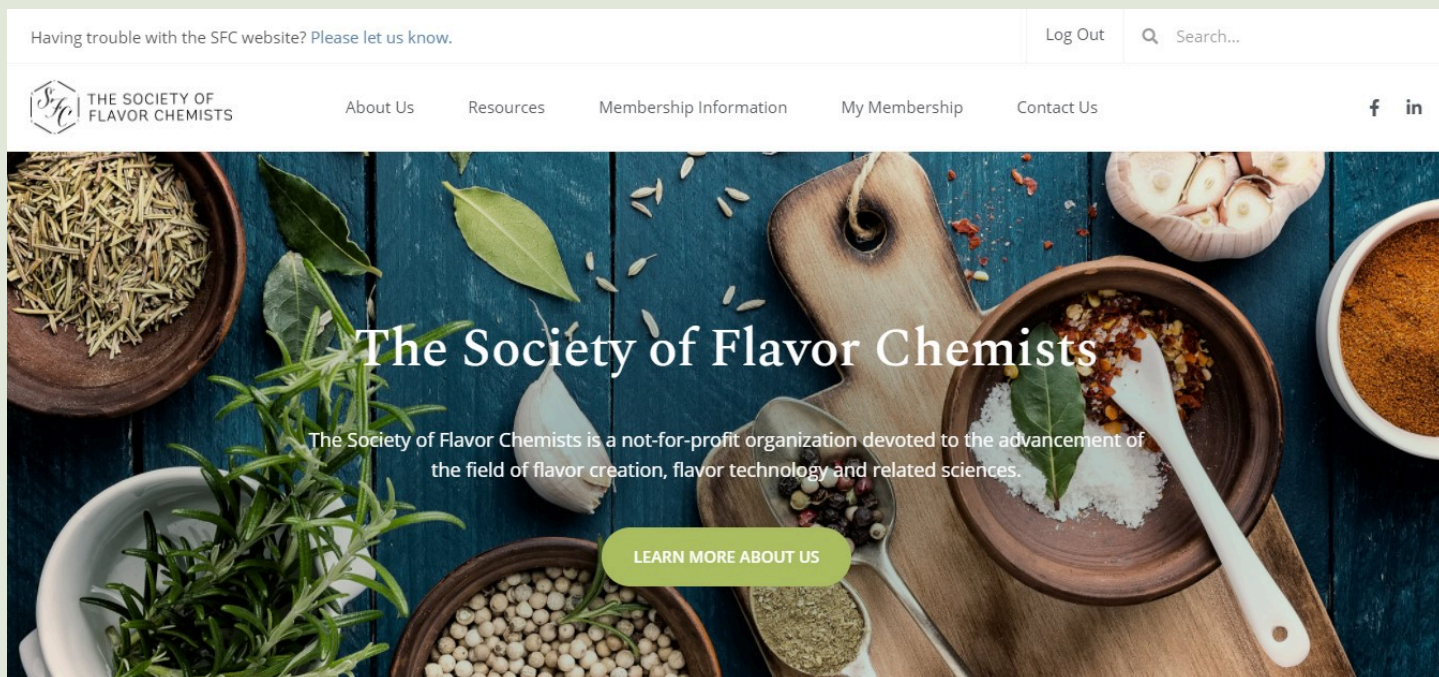 Having trouble with the SFC website? Please let us know.
Log Out
Search...
SFC
THE SOCIETY OF
FLAVOR CHEMISTS
About Us
Resources
Membership Information
My Membership
Contact Us
f
in
The Society of Flavor Chemists
The Society of Flavor Chemists is a not-for-profit organization devoted to the advancement of
the field of flavor creation, flavor technology and related sciences.
LEARN MORE ABOUT US